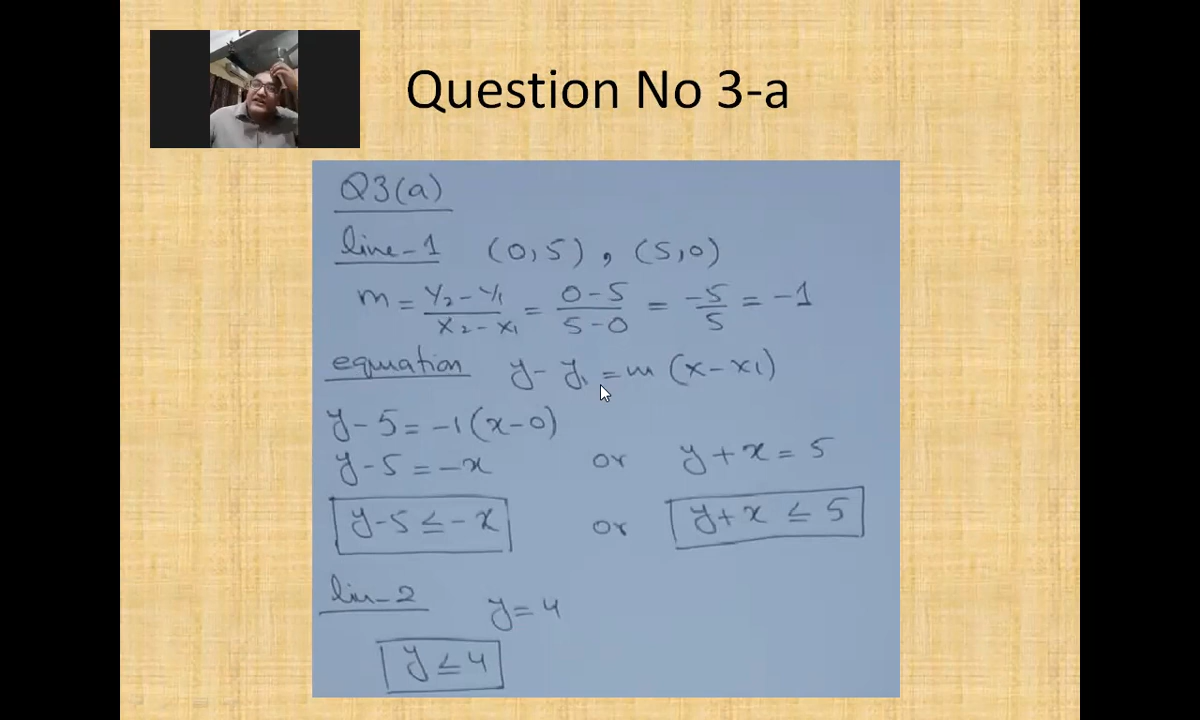 Question No 3-a
Q3(a)
line-1 (0,5) , (5,0)
m = y₂-y₁/x₂-x₁ = 0-5/5-0 = -5/5 = -1
equation y - y₁ = m (x-x1)
y-5 = -1(x-0)
y-5 = -x or y+x = 5
y-5 ≤ -x or y+x ≤ 5
lin-2 y=4
y ≤ 4